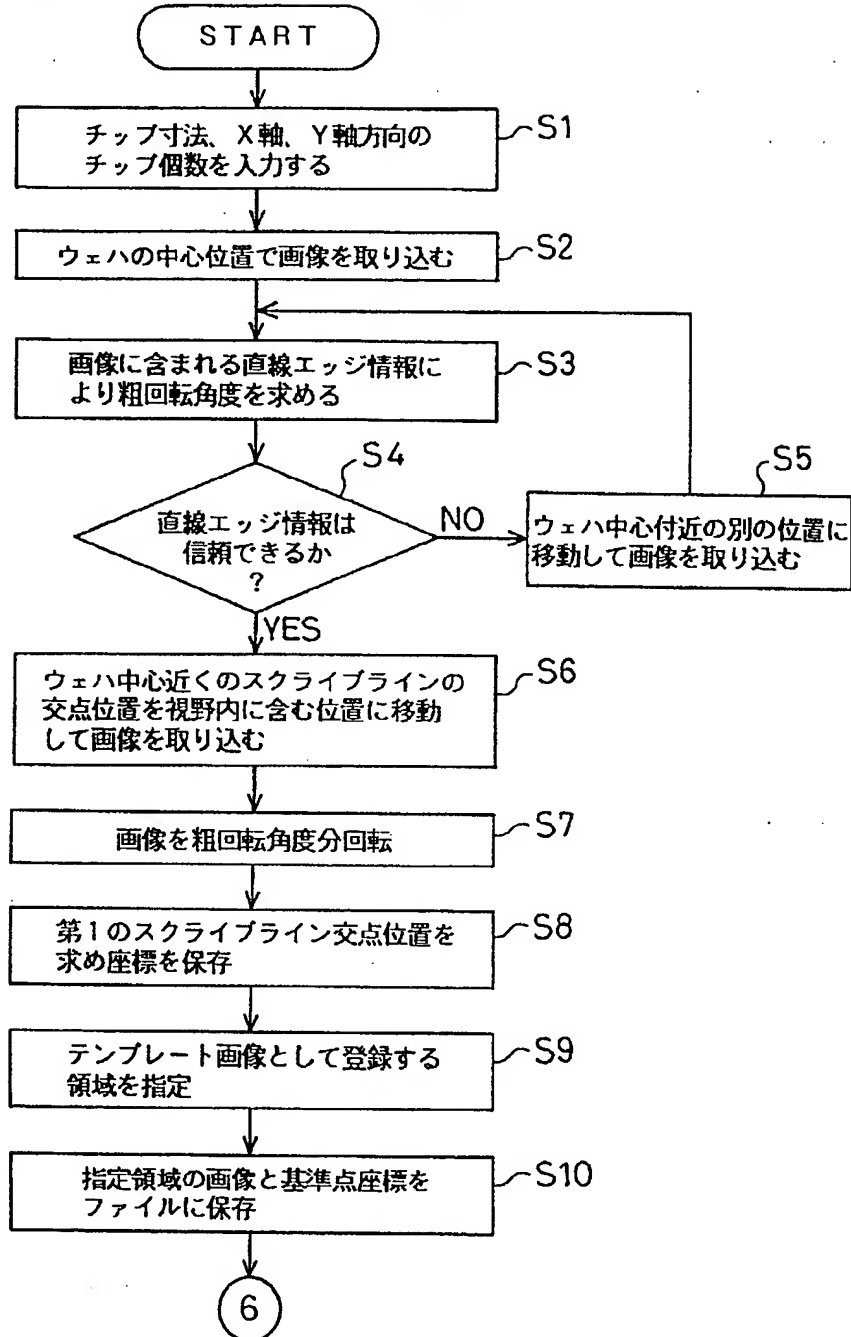 START
チップ寸法、X軸、Y軸方向の
チップ個数を入力する
S1
ウェハの中心位置で画像を取り込む
S2
画像に含まれる直線エッジ情報に
より粗回転角度を求める
S3
S4
直線エッジ情報は
信頼できるか
?
NO
S5
ウェハ中心付近の別の位置に
移動して画像を取り込む
YES
ウェハ中心近くのスクライブラインの
交点位置を視野内に含む位置に移動
して画像を取り込む
S6
画像を粗回転角度分回転
S7
第1のスクライブライン交点位置を
求め座標を保存
S8
テンプレート画像として登録する
領域を指定
S9
指定領域の画像と基準点座標を
ファイルに保存
S10
6